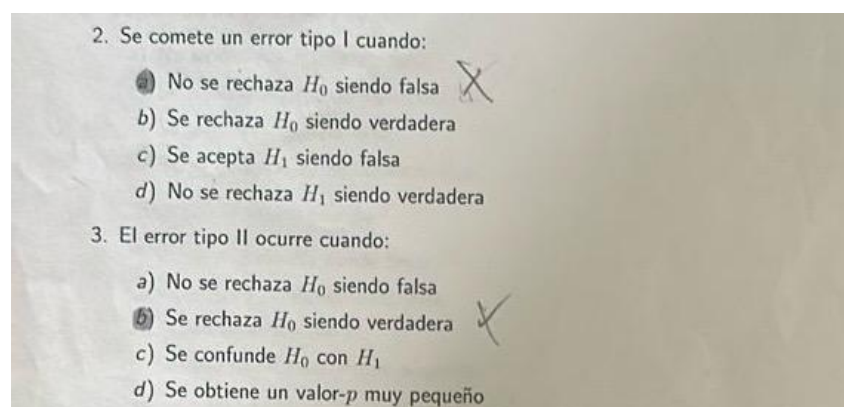 2. Se comete un error tipo I cuando:
a) No se rechaza H₀ siendo falsa X
b) Se rechaza H₀ siendo verdadera
c) Se acepta H₁ siendo falsa
d) No se rechaza H₁ siendo verdadera
3. El error tipo II ocurre cuando:
a) No se rechaza H₀ siendo falsa
b) Se rechaza H₀ siendo verdadera X
c) Se confunde H₀ con H₁
d) Se obtiene un valor-p muy pequeño